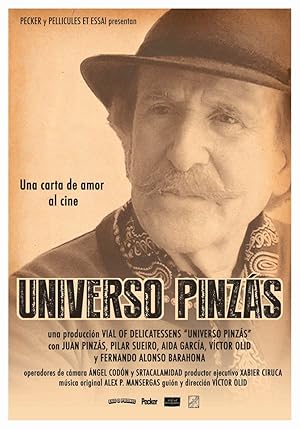 PECKER y PELLICULES ET ESSAI presentan
Una carta de amor
al cine
UNIVERSO PINZÁS
una producción VIAL OF DELICATESSENS "UNIVERSO PINZÁS"
con JUAN PINZÁS, PILAR SUEIRO, AIDA GARCÍA, VÍCTOR OLID
y FERNANDO ALONSO BARAHONA
operadores de cámara ÁNGEL CODÓN y SRTACALAMIDAD productor ejecutivo XABIER CIRUCA
música original ALEX P. MANSERGAS guión y dirección VÍCTOR OLID
Pecker